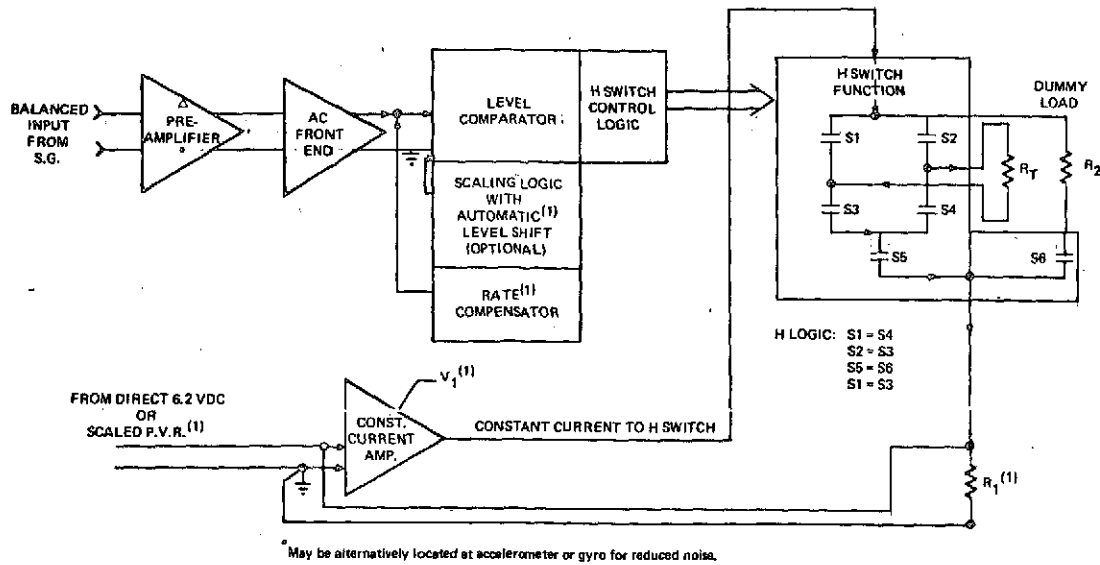 BALANCED
INPUT
FROM
S.G.
PRE-
AMPLIFIER
AC
FRONT
END
LEVEL
COMPARATOR
H SWITCH
CONTROL
LOGIC
SCALING LOGIC
WITH
AUTOMATIC(1)
LEVEL SHIFT
(OPTIONAL)
RATE(1)
COMPENSATOR
H SWITCH
FUNCTION
S1
S2
S3
S4
S5
S6
RT
DUMMY
LOAD
R2
H LOGIC: S1 = S4
S2 = S3
S5 = S6
S1 = S3
FROM DIRECT 6.2 VDC
OR
SCALED P.V.R.(1)
V1(1)
CONST.
CURRENT
AMP.
CONSTANT CURRENT TO H SWITCH
R1(1)
*May be alternatively located at accelerometer or gyro for reduced noise.